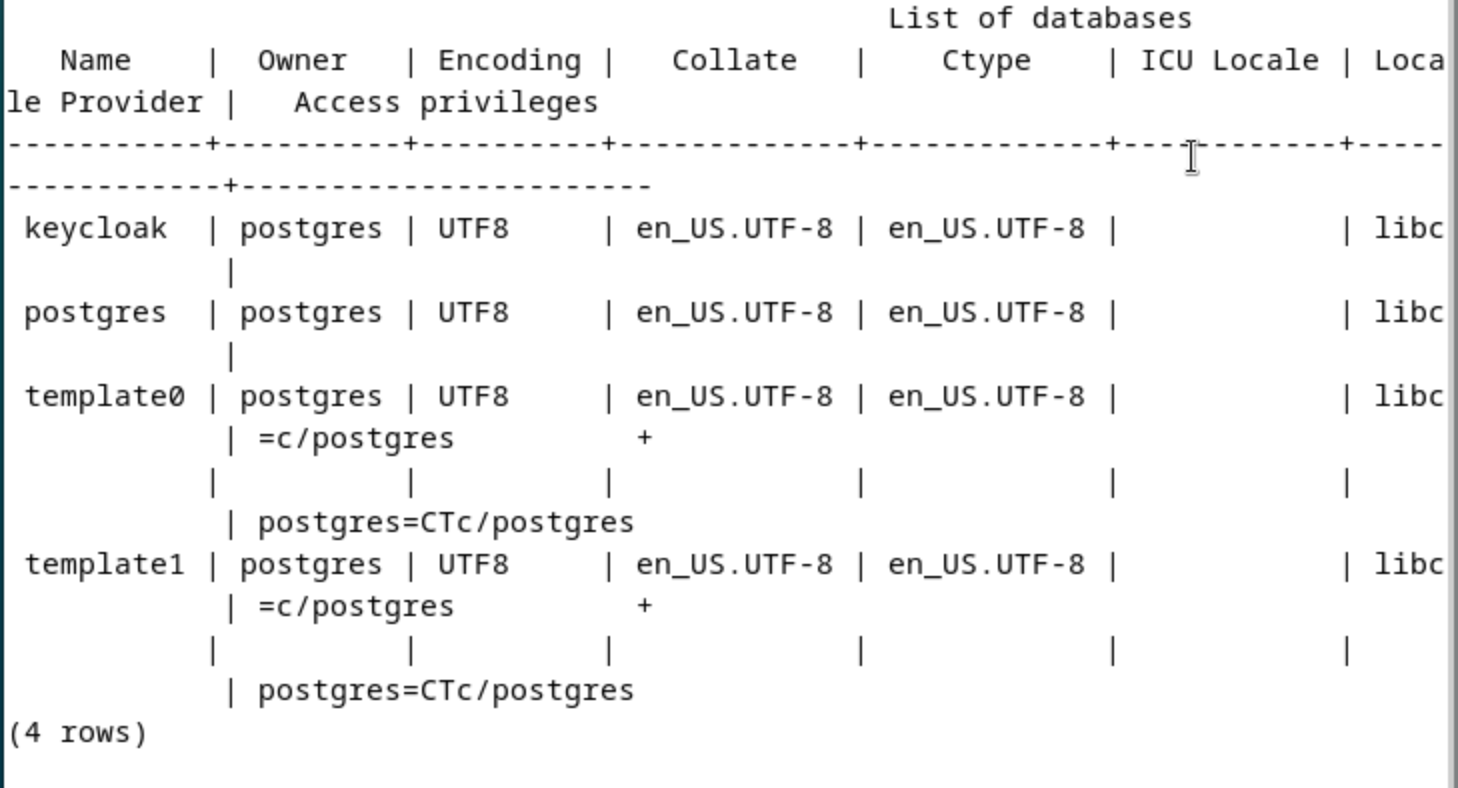 List of databases
   Name    |  Owner   | Encoding |   Collate   |    Ctype    | ICU Locale | Loca
le Provider |   Access privileges
-----------+----------+----------+-------------+-------------+------------+-----
------------+-----------------------
 keycloak  | postgres | UTF8     | en_US.UTF-8 | en_US.UTF-8 |            | libc
            |
 postgres  | postgres | UTF8     | en_US.UTF-8 | en_US.UTF-8 |            | libc
            |
 template0 | postgres | UTF8     | en_US.UTF-8 | en_US.UTF-8 |            | libc
            | =c/postgres          +
           |          |          |             |             |            |
            | postgres=CTc/postgres
 template1 | postgres | UTF8     | en_US.UTF-8 | en_US.UTF-8 |            | libc
            | =c/postgres          +
           |          |          |             |             |            |
            | postgres=CTc/postgres
(4 rows)